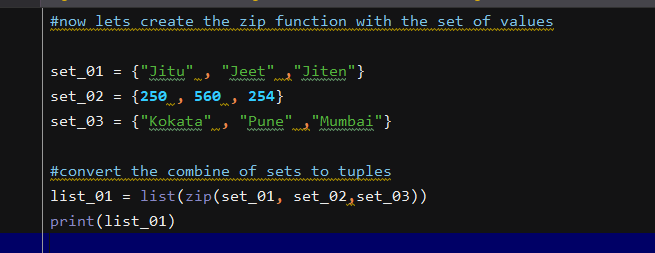 #now lets create the zip function with the set of values
set_01 = {"Jitu" , "Jeet" ,"Jiten"}
set_02 = {250 , 560 , 254}
set_03 = {"Kokata" , "Pune" ,"Mumbai"}
#convert the combine of sets to tuples
list_01 = list(zip(set_01, set_02,set_03))
print(list_01)